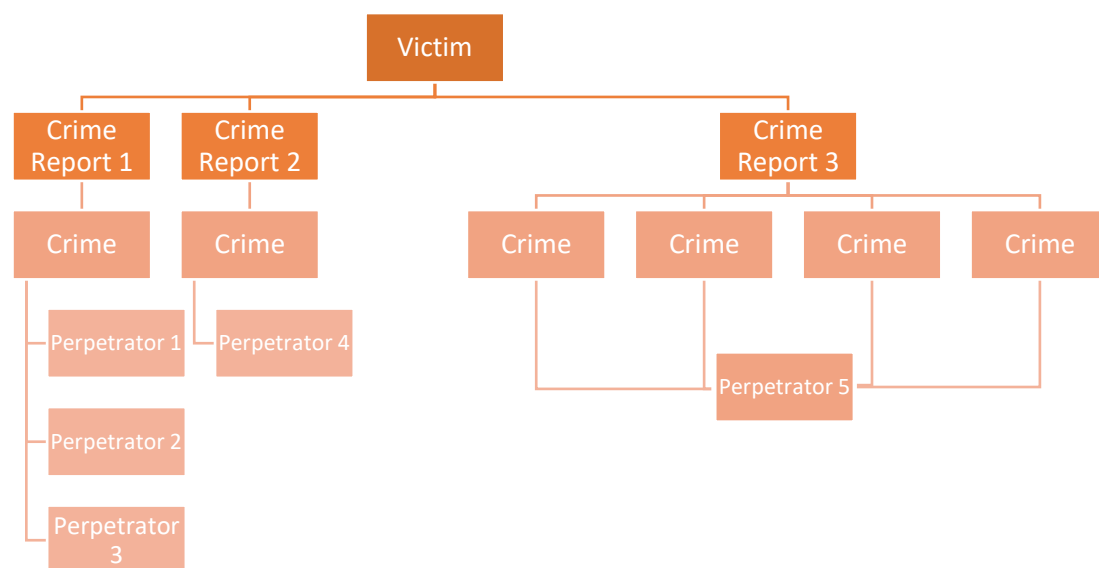 Victim
Crime
Report 1
Crime
Report 2
Crime
Report 3
Crime
Crime
Crime
Crime
Crime
Crime
Perpetrator 1
Perpetrator 4
Perpetrator 5
Perpetrator 2
Perpetrator
3